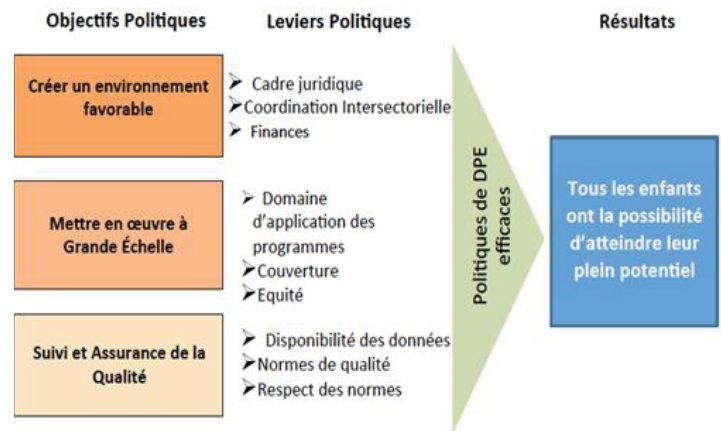 Objectifs Politiques
Leviers Politiques
Résultats
Créer un environnement
favorable
➢ Cadre juridique
➢Coordination Intersectorielle
➢ Finances
Mettre en œuvre à
Grande Échelle
➢ Domaine
d’application des
programmes
➢Couverture
➢Equité
Suivi et Assurance de la
Qualité
➢ Disponibilité des données
➢Normes de qualité
➢Respect des normes
Politiques de DPE
efficaces
Tous les enfants
ont la possibilité
d’atteindre leur
plein potentiel